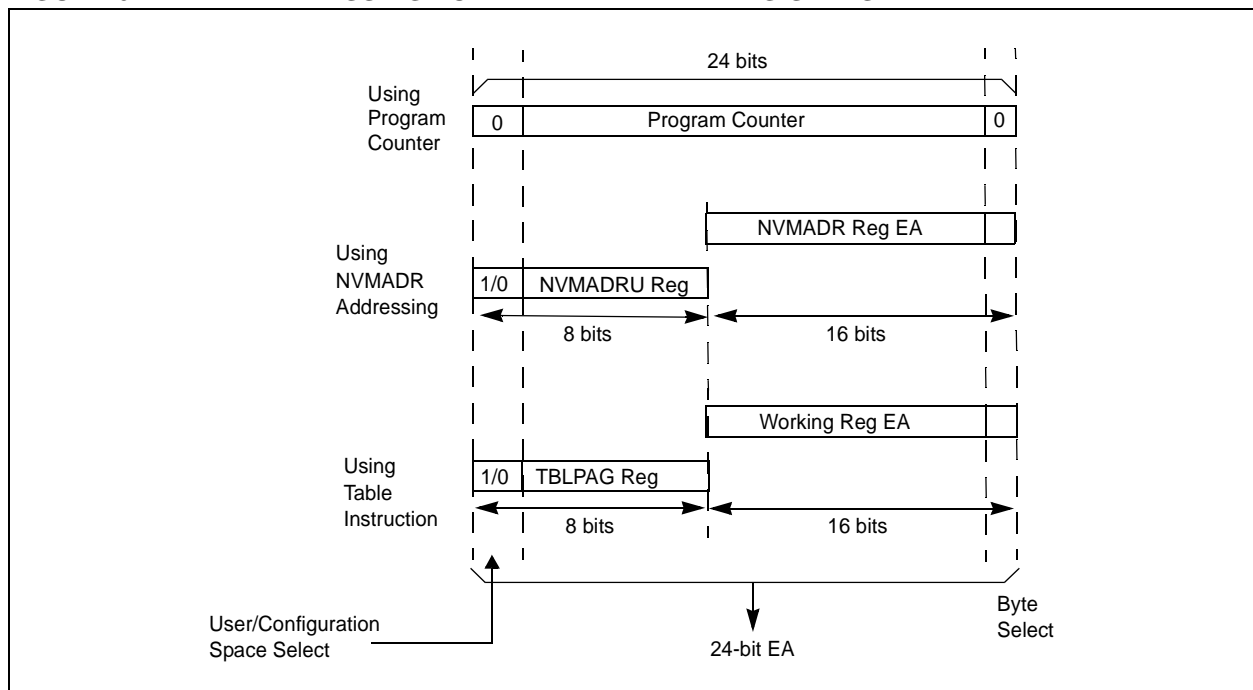 24 bits
Using
Program
Counter
0
Program Counter
0
NVMADR Reg EA
Using
NVMADR
Addressing
1/0
NVMADRU Reg
8 bits
16 bits
Working Reg EA
Using
Table
Instruction
1/0
TBLPAG Reg
8 bits
16 bits
User/Configuration
Space Select
24-bit EA
Byte
Select